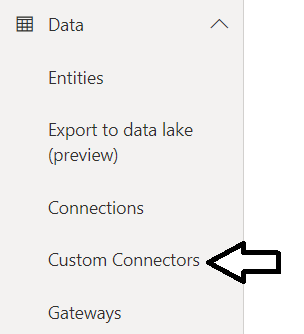 Data
Entities
Export to data lake
(preview)
Connections
Custom Connectors
Gateways